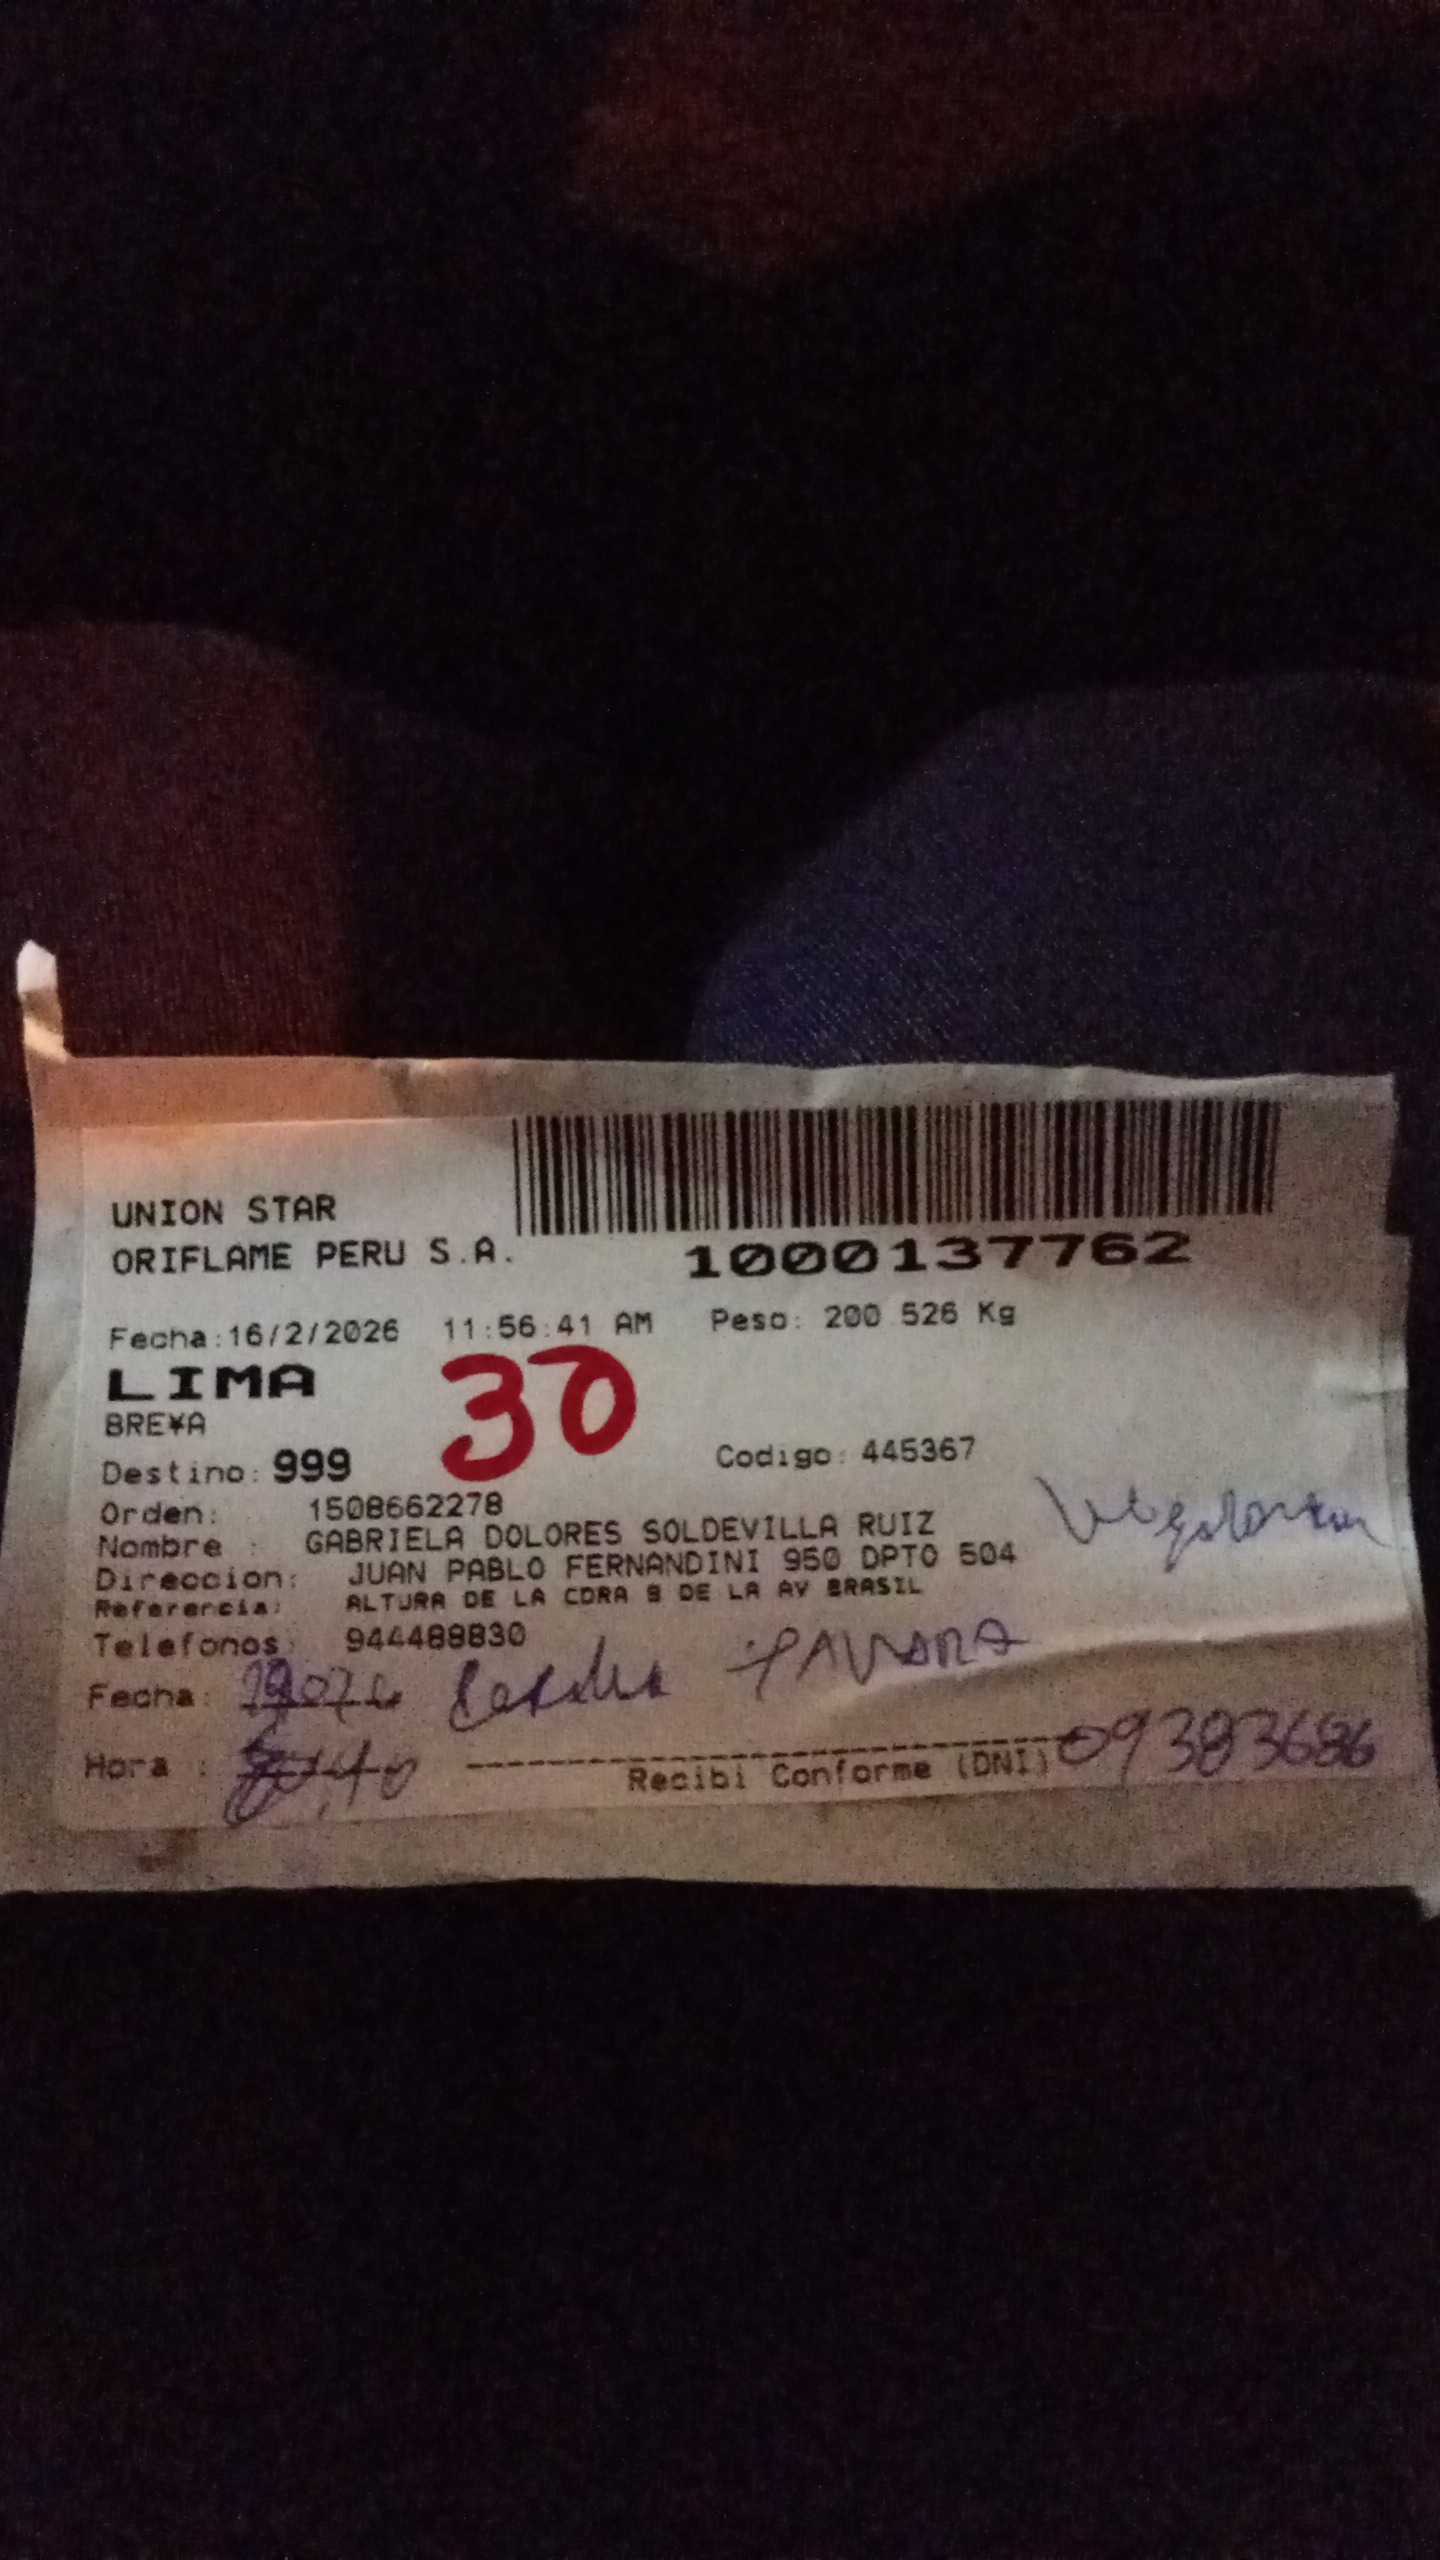 UNION STAR
ORIFLAME PERU S.A.
1000137762
Fecha:16/2/2026 11:56:41 AM Peso: 200.526 Kg
LIMA
30
BRE¥A
Destino: 999 Codigo: 445367
Orden: 1508662278
Nombre : GABRIELA DOLORES SOLDEVILLA RUIZ
Direccion: JUAN PABLO FERNANDINI 950 DPTO 504
Referencia: ALTURA DE LA CDRA 9 DE LA AV BRASIL
Telefonos: 944488830
Fecha: TAVARA
Hora : Recibi Conforme (DNI) 09383686